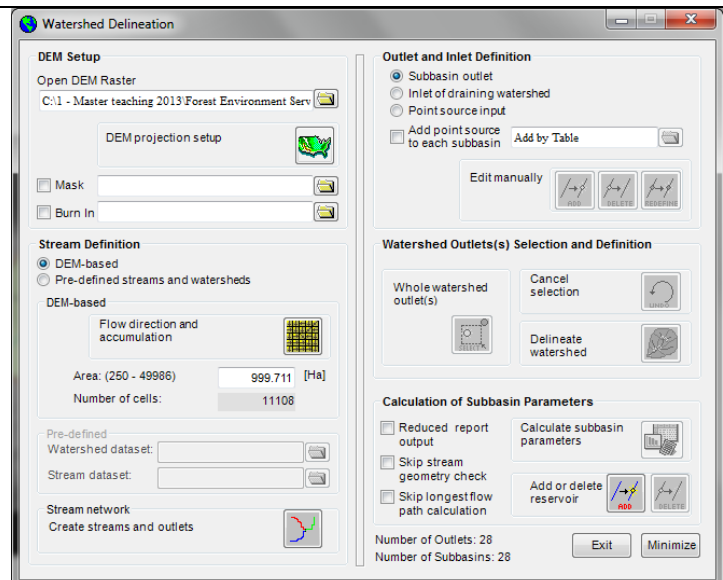 Watershed Delineation
DEM Setup
Open DEM Raster
C:\1 - Master teaching 2013\Forest Environment Serv
DEM projection setup
Mask
Burn In
Stream Definition
DEM-based
Pre-defined streams and watersheds
DEM-based
Flow direction and
accumulation
Area: (250 - 49986) 999.711 [Ha]
Number of cells: 11108
Pre-defined
Watershed dataset:
Stream dataset:
Stream network
Create streams and outlets
Outlet and Inlet Definition
Subbasin outlet
Inlet of draining watershed
Point source input
Add point source
to each subbasin
Add by Table
Edit manually
ADD DELETE REDEFINE
Watershed Outlets(s) Selection and Definition
Whole watershed
outlet(s)
SELECT
Cancel
selection
UNDO
Delineate
watershed
Calculation of Subbasin Parameters
Reduced report
output
Skip stream
geometry check
Skip longest flow
path calculation
Calculate subbasin
parameters
Add or delete
reservoir
ADD DELETE
Number of Outlets: 28
Number of Subbasins: 28
Exit Minimize